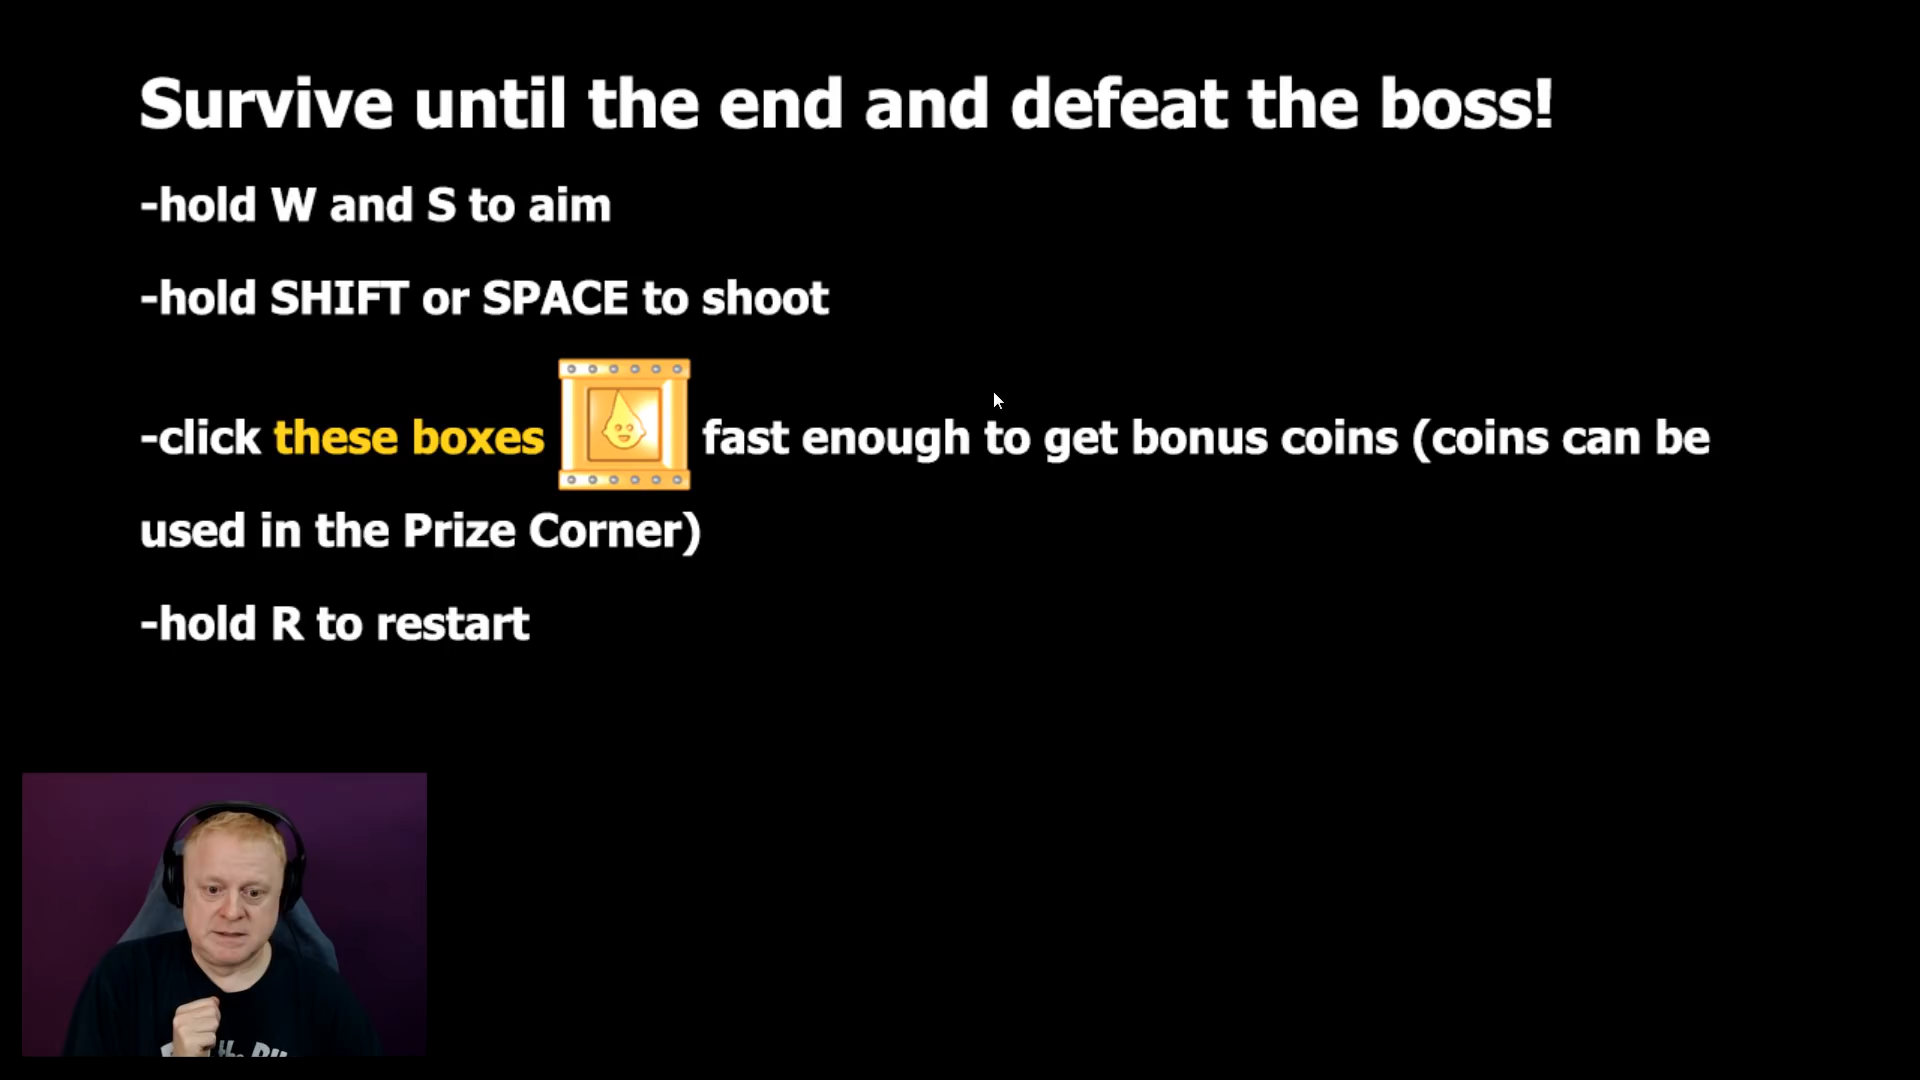 Survive until the end and defeat the boss!
-hold W and S to aim
-hold SHIFT or SPACE to shoot
-click these boxes fast enough to get bonus coins (coins can be
used in the Prize Corner)
-hold R to restart
the